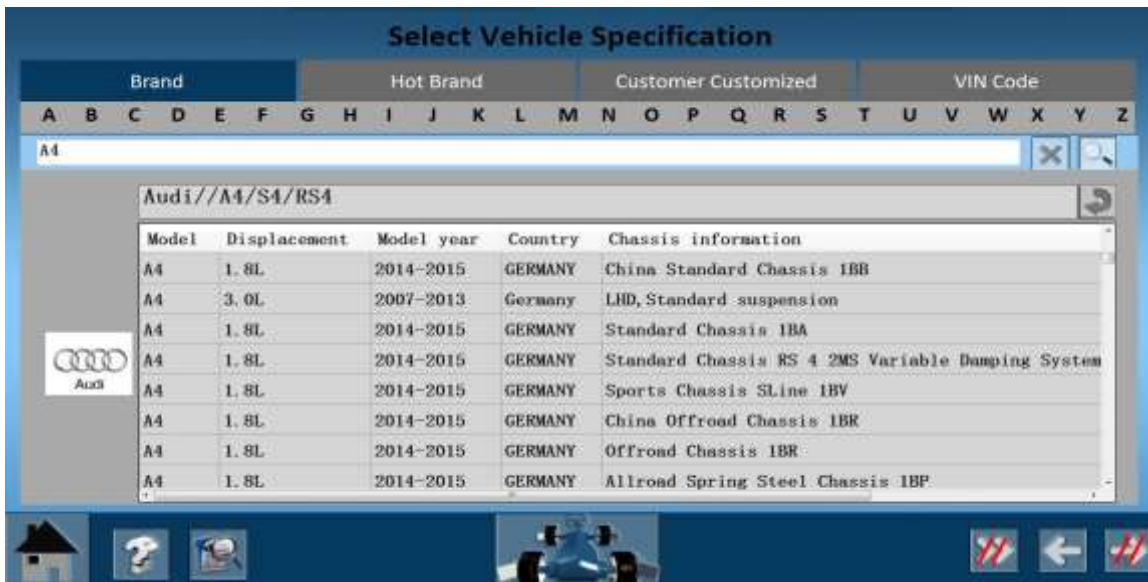 Select Vehicle Specification
Brand Hot Brand Customer Customized VIN Code
A B C D E F G H I J K L M N O P Q R S T U V W X Y Z
A4
Audi//A4/S4/RS4
Model Displacement Model year Country Chassis information
A4 1.8L 2014-2015 GERMANY China Standard Chassis 1BB
A4 3.0L 2007-2013 Germany LHD,Standard suspension
A4 1.8L 2014-2015 GERMANY Standard Chassis 1BA
A4 1.8L 2014-2015 GERMANY Standard Chassis RS 4 2MS Variable Damping System
Audi
A4 1.8L 2014-2015 GERMANY Sports Chassis SLine 1BV
A4 1.8L 2014-2015 GERMANY China Offroad Chassis 1BK
A4 1.8L 2014-2015 GERMANY Offroad Chassis 1BR
A4 1.8L 2014-2015 GERMANY Allroad Spring Steel Chassis 1BP